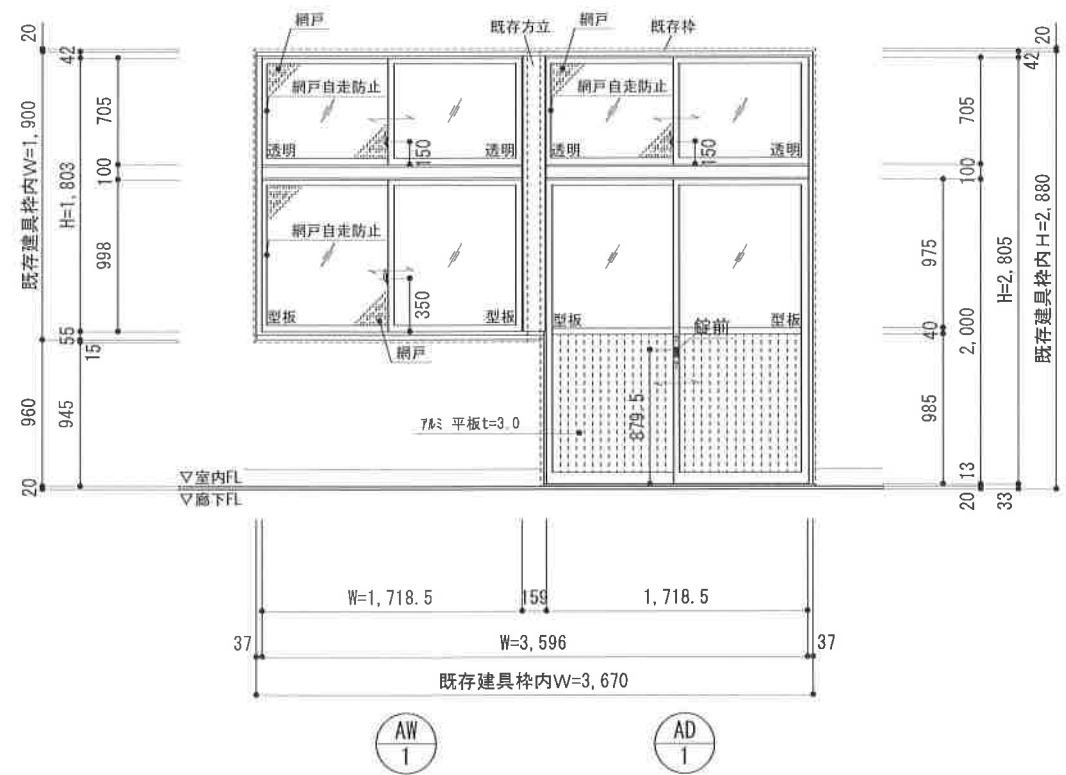 網戸
既存方立
網戸
既存枠
網戸自走防止
透明
150
透明
網戸自走防止
透明
150
透明
網戸自走防止
型板
350
型板
網戸
型板
錠前
型板
879.5
アルミ 平板t=3.0
▽室内FL
▽廊下FL
20
既存建具枠内W=1,900
960
20
42
H=1,803
55
15
945
705
100
998
20
42
705
100
975
40
985
2,000
13
20
H=2,805
33
既存建具枠内H=2,880
W=1,718.5
159
1,718.5
37
W=3,596
37
既存建具枠内W=3,670
AW
1
AD
1